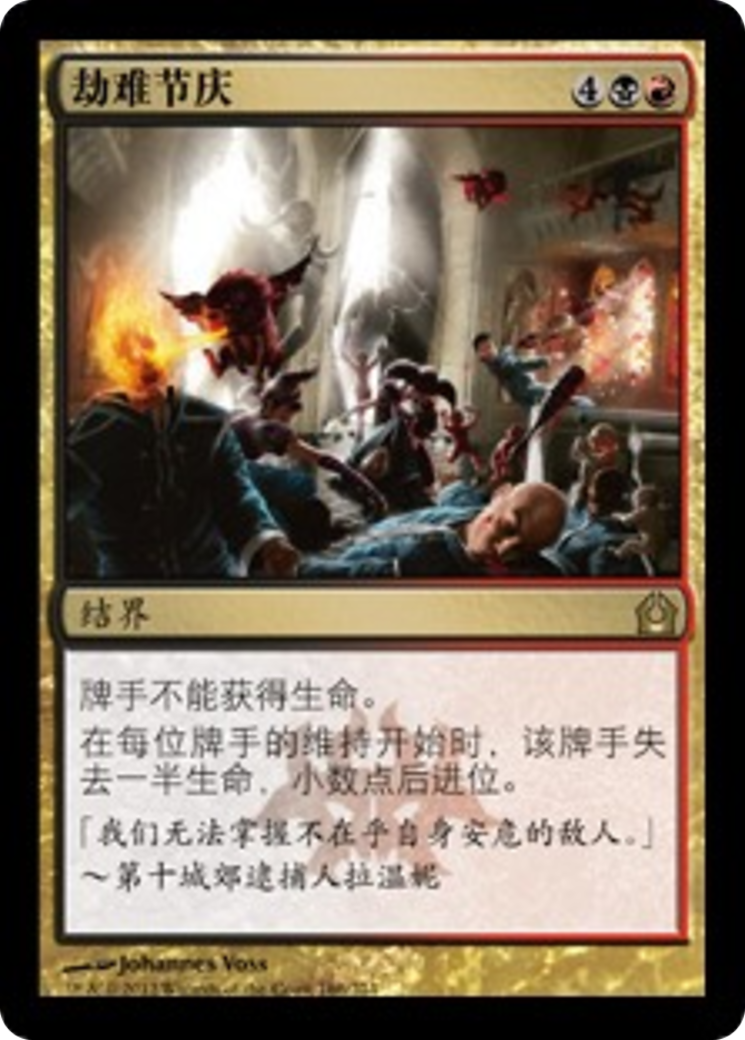 劫难节庆
4
结界
牌手不能获得生命。
在每位牌手的维持开始时，该牌手失
去一半生命，小数点后进位。
「我们无法掌握不在乎自身安危的敌人。」
～第十城郊逮捕人拉温妮
Johannes Voss